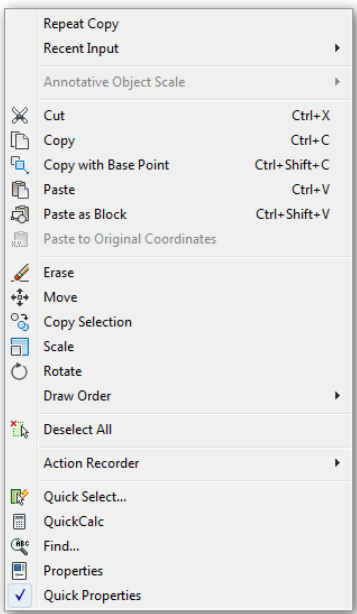 Repeat Copy
Recent Input
Annotative Object Scale
Cut Ctrl+X
Copy Ctrl+C
Copy with Base Point Ctrl+Shift+C
Paste Ctrl+V
Paste as Block Ctrl+Shift+V
Paste to Original Coordinates
Erase
Move
Copy Selection
Scale
Rotate
Draw Order
Deselect All
Action Recorder
Quick Select...
QuickCalc
Find...
Properties
Quick Properties